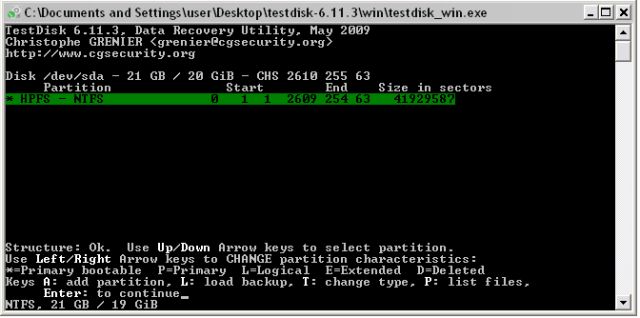 C:\Documents and Settings\user\Desktop\testdisk-6.11.3\win\testdisk_win.exe
TestDisk 6.11.3, Data Recovery Utility, May 2009
Christophe GRENIER <grenier@cgsecurity.org>
http://www.cgsecurity.org
Disk /dev/sda - 21 GB / 20 GiB - CHS 2610 255 63
Partition Start End Size in sectors
* HPFS - NTFS 0 1 1 2609 254 63 41929587
Structure: Ok. Use Up/Down Arrow keys to select partition.
Use Left/Right Arrow keys to CHANGE partition characteristics:
*=Primary bootable P=Primary L=Logical E=Extended D=Deleted
Keys A: add partition, L: load backup, T: change type, P: list files,
Enter: to continue_
NTFS, 21 GB / 19 GiB